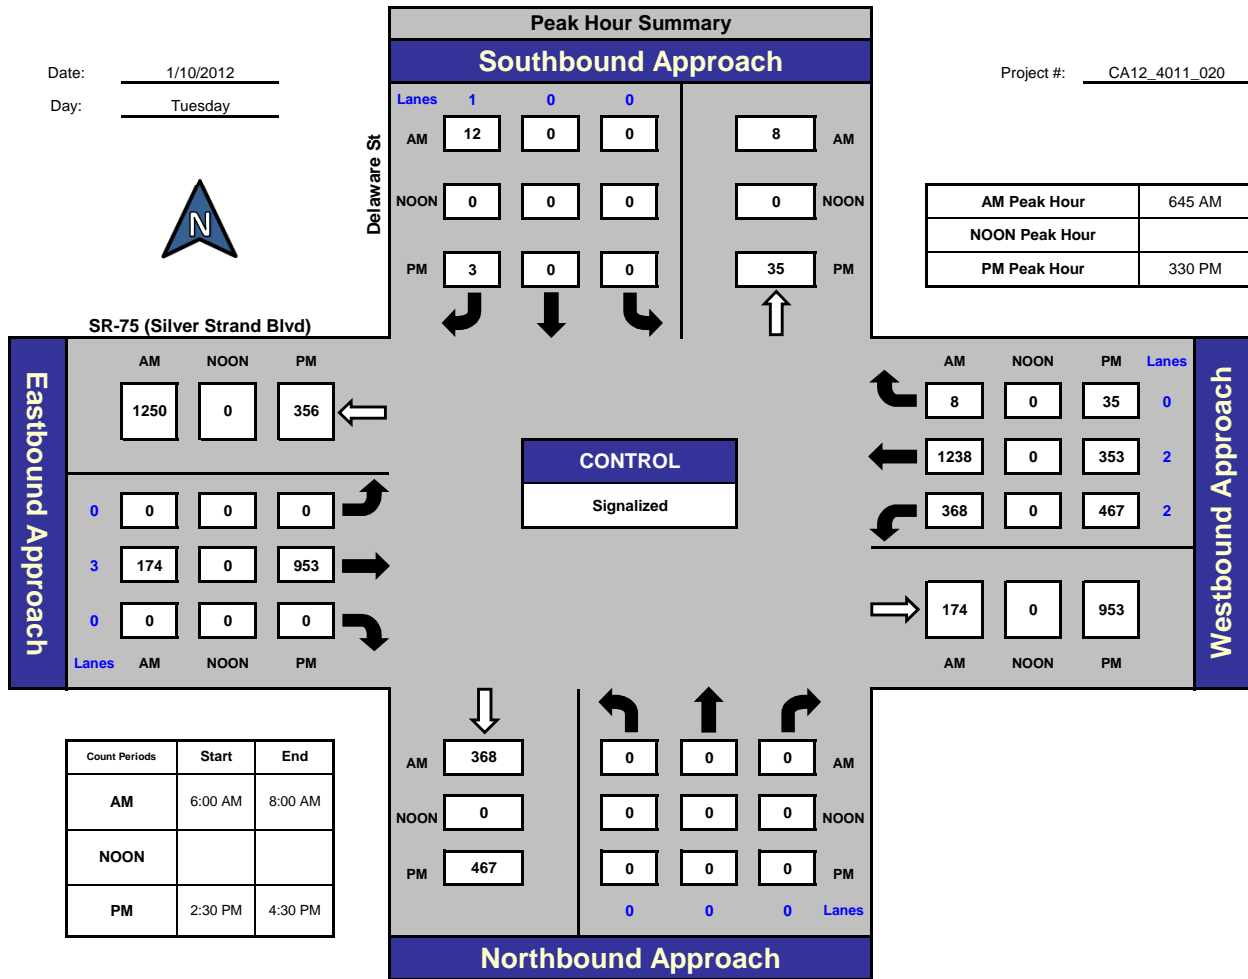 Peak Hour Summary
Southbound Approach
Date: 1/10/2012
Project #: CA12_4011_020
Day: Tuesday
Delaware St
Lanes 1 0 0
AM 12 0 0 8 AM
NOON 0 0 0 0 NOON
PM 3 0 0 35 PM
N
AM Peak Hour 645 AM
NOON Peak Hour
PM Peak Hour 330 PM
SR-75 (Silver Strand Blvd)
Eastbound Approach
AM NOON PM
1250 0 356
0 0 0 0
3 174 0 953
0 0 0 0
Lanes AM NOON PM
CONTROL
Signalized
AM NOON PM Lanes
8 0 35 0
1238 0 353 2
368 0 467 2
174 0 953
AM NOON PM
Westbound Approach
Count Periods Start End
AM 6:00 AM 8:00 AM
NOON
PM 2:30 PM 4:30 PM
AM 368 0 0 0 AM
NOON 0 0 0 0 NOON
PM 467 0 0 0 PM
0 0 0 Lanes
Northbound Approach